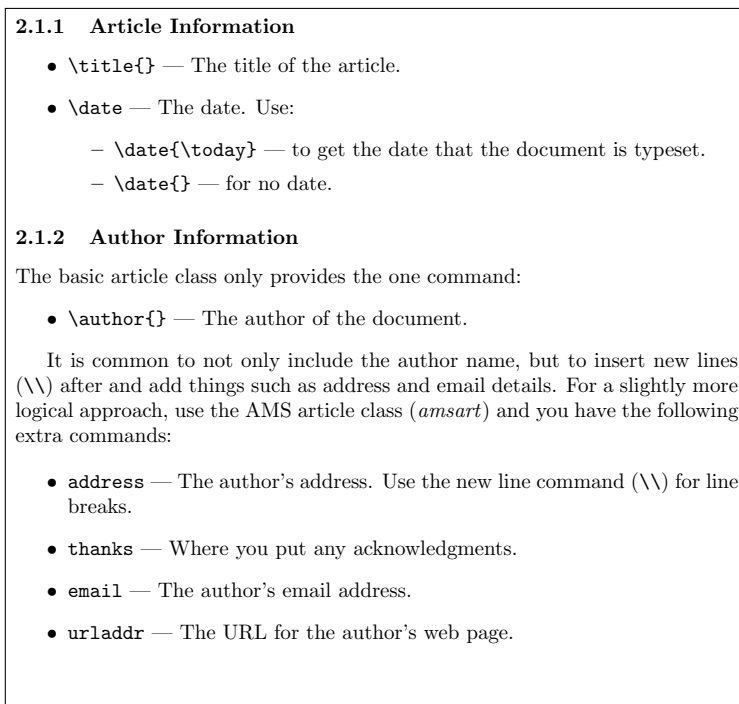 2.1.1 Article Information
• \title{} — The title of the article.
• \date — The date. Use:
– \date{\today} — to get the date that the document is typeset.
– \date{} — for no date.
2.1.2 Author Information
The basic article class only provides the one command:
• \author{} — The author of the document.
It is common to not only include the author name, but to insert new lines
(\\) after and add things such as address and email details. For a slightly more
logical approach, use the AMS article class (amsart) and you have the following
extra commands:
• address — The author's address. Use the new line command (\\) for line
breaks.
• thanks — Where you put any acknowledgments.
• email — The author's email address.
• urladdr — The URL for the author's web page.